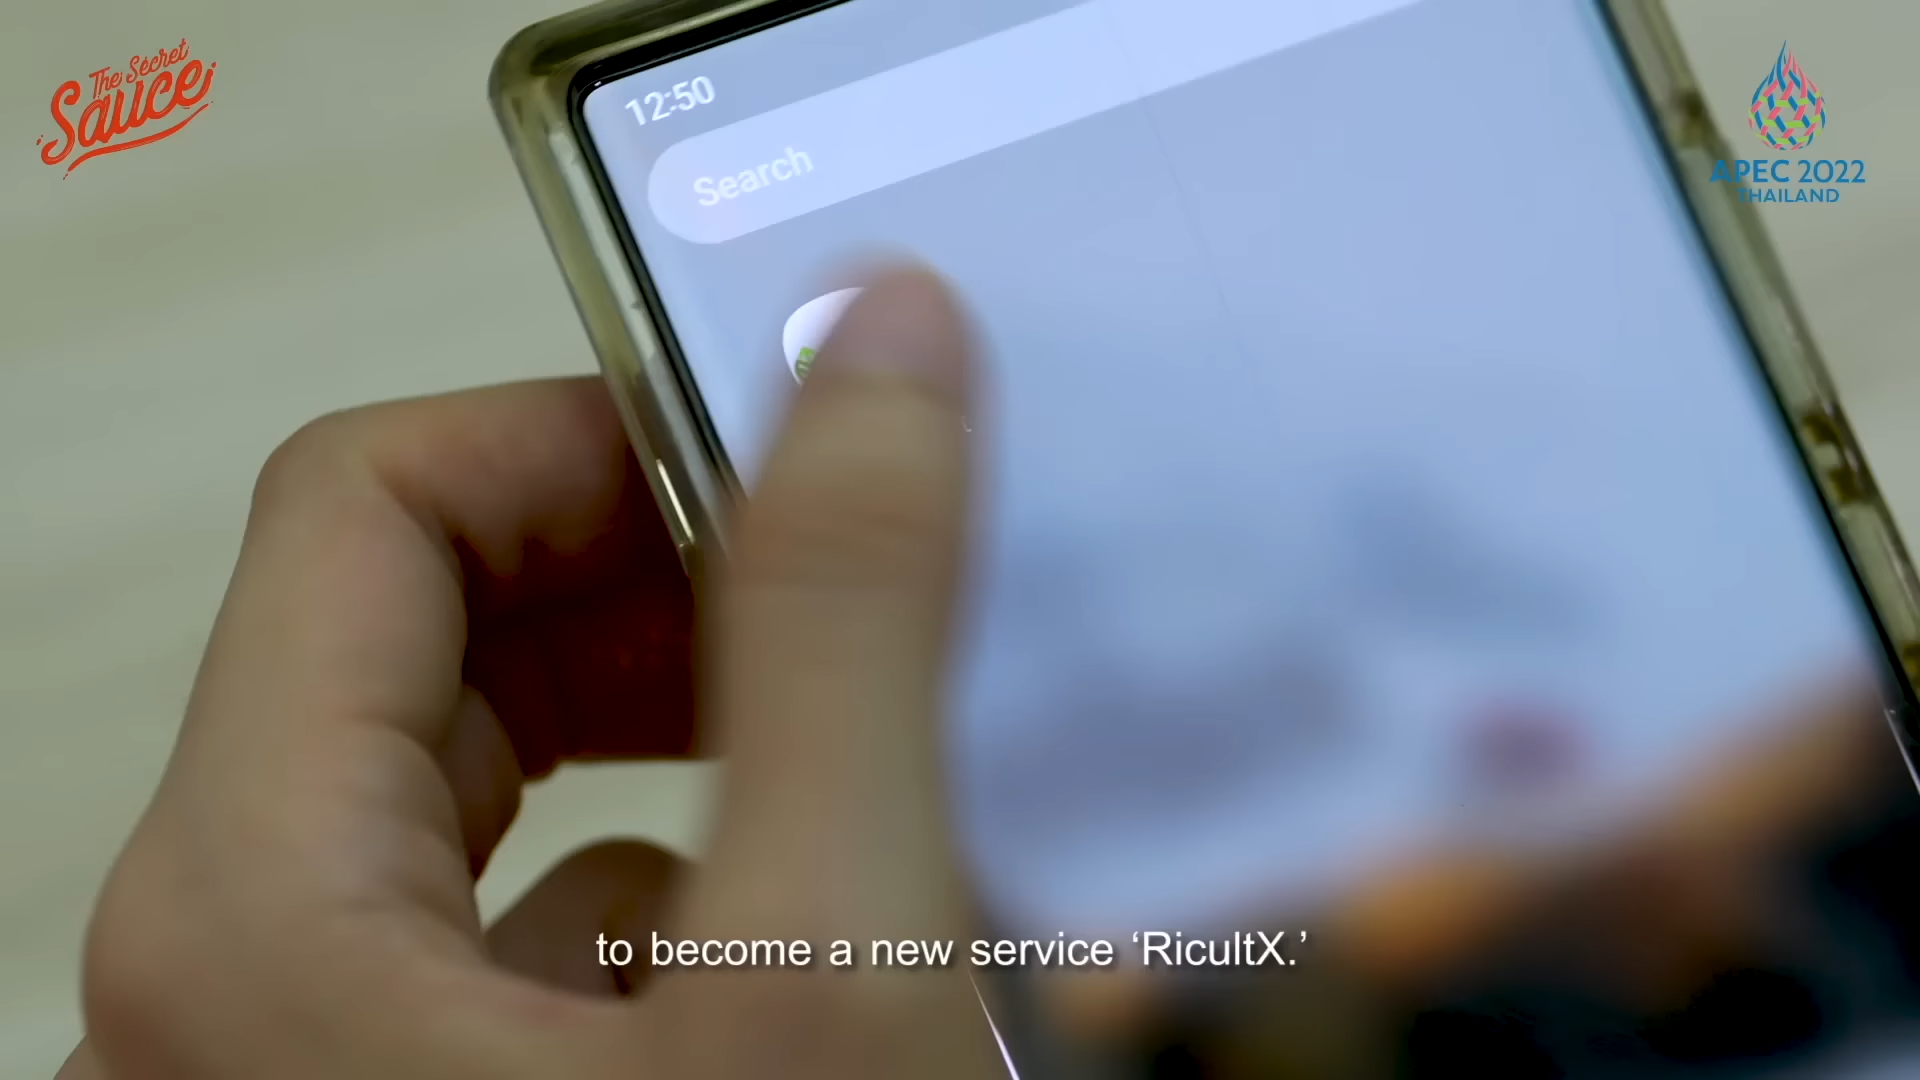 The Secret
Sauce
12:50
Search
APEC 2022
THAILAND
to become a new service ‘RicultX.’